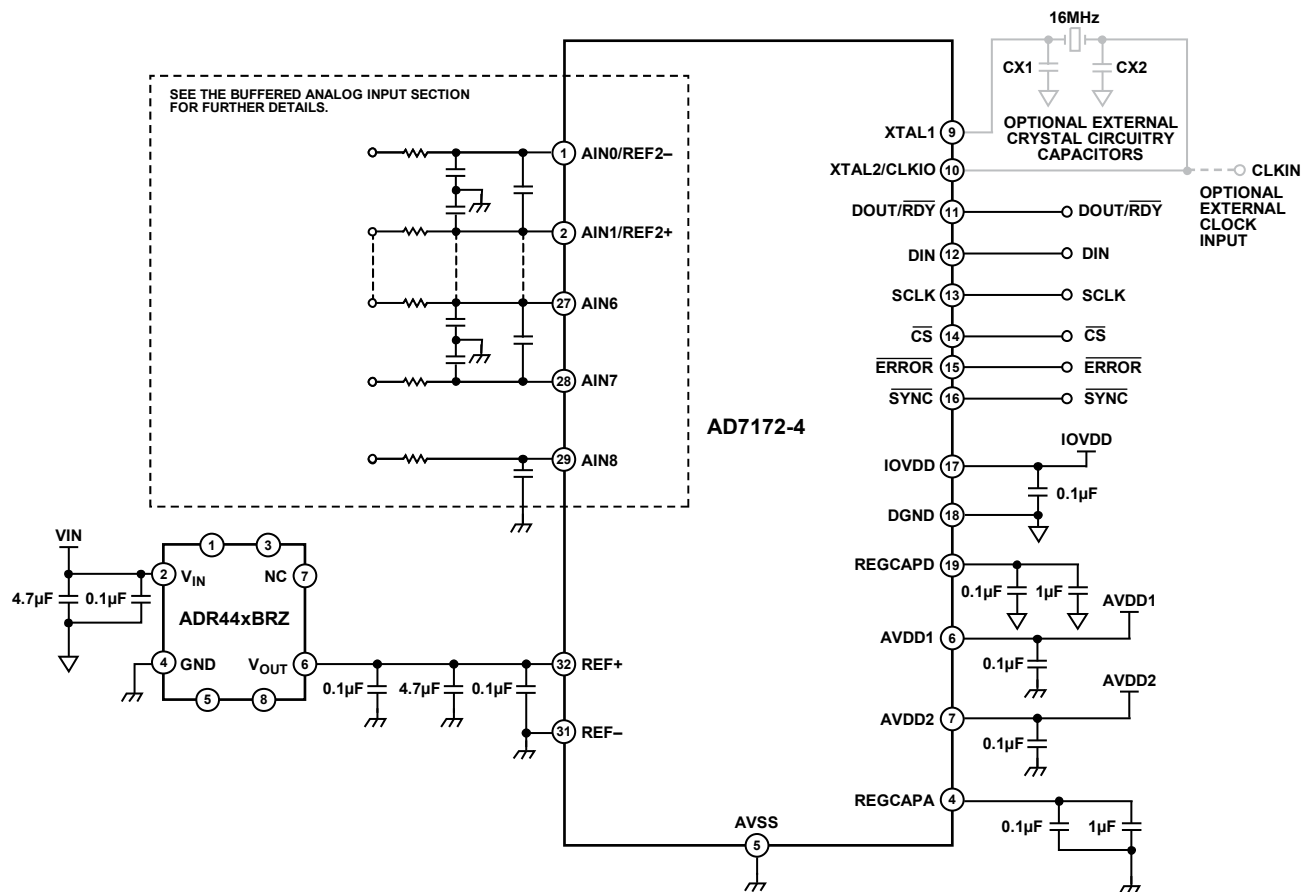 16MHz
CX1
CX2
OPTIONAL EXTERNAL
CRYSTAL CIRCUITRY
CAPACITORS
SEE THE BUFFERED ANALOG INPUT SECTION
FOR FURTHER DETAILS.
1 AIN0/REF2–
2 AIN1/REF2+
27 AIN6
28 AIN7
29 AIN8
AD7172-4
XTAL1 9
XTAL2/CLKIO 10
CLKIN
OPTIONAL
EXTERNAL
CLOCK
INPUT
DOUT/RDY 11 DOUT/RDY
DIN 12 DIN
SCLK 13 SCLK
CS 14 CS
ERROR 15 ERROR
SYNC 16 SYNC
IOVDD
IOVDD 17
0.1µF
DGND 18
REGCAPD 19
0.1µF
1µF
AVDD1
AVDD1 6
0.1µF
AVDD2
AVDD2 7
0.1µF
REGCAPA 4
0.1µF
1µF
VIN
4.7µF
0.1µF
1
3
2 VIN
NC 7
ADR44xBRZ
4 GND
VOUT 6
5
8
0.1µF
4.7µF
0.1µF
32 REF+
31 REF–
AVSS
5